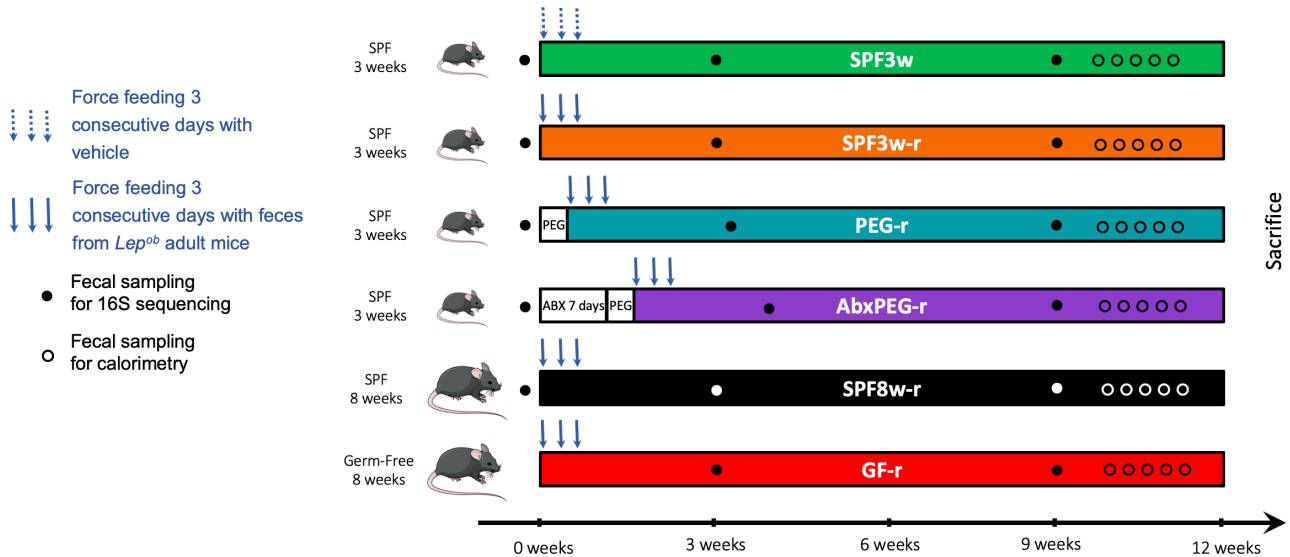 Force feeding 3
consecutive days with
vehicle
Force feeding 3
consecutive days with feces
from Lepᵒᵇ adult mice
Fecal sampling
for 16S sequencing
Fecal sampling
for calorimetry
SPF
3 weeks
SPF3w
SPF
3 weeks
SPF3w-r
SPF
3 weeks
PEG
PEG-r
SPF
3 weeks
ABX 7 days
PEG
AbxPEG-r
SPF
8 weeks
SPF8w-r
Germ-Free
8 weeks
GF-r
Sacrifice
0 weeks
3 weeks
6 weeks
9 weeks
12 weeks